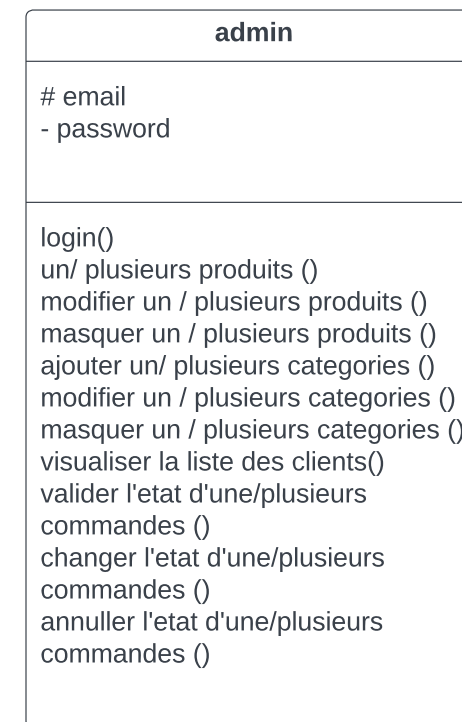 admin
# email
- password
login()
un/ plusieurs produits ()
modifier un / plusieurs produits ()
masquer un / plusieurs produits ()
ajouter un/ plusieurs categories ()
modifier un / plusieurs categories ()
masquer un / plusieurs categories ()
visualiser la liste des clients()
valider l'etat d'une/plusieurs
commandes ()
changer l'etat d'une/plusieurs
commandes ()
annuller l'etat d'une/plusieurs
commandes ()